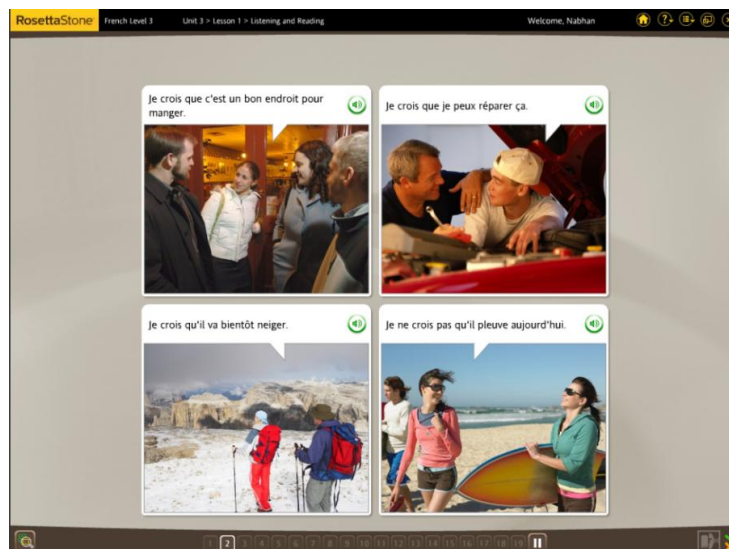 RosettaStone French Level 3 Unit 3 > Lesson 1 > Listening and Reading Welcome, Nabhan
Je crois que c'est un bon endroit pour
manger.
Je crois que je peux réparer ça.
Je crois qu'il va bientôt neiger.
Je ne crois pas qu'il pleuve aujourd'hui.
1 2 3 4 5 6 7 8 9 10 11 12 13 14 15 16 17 18 19